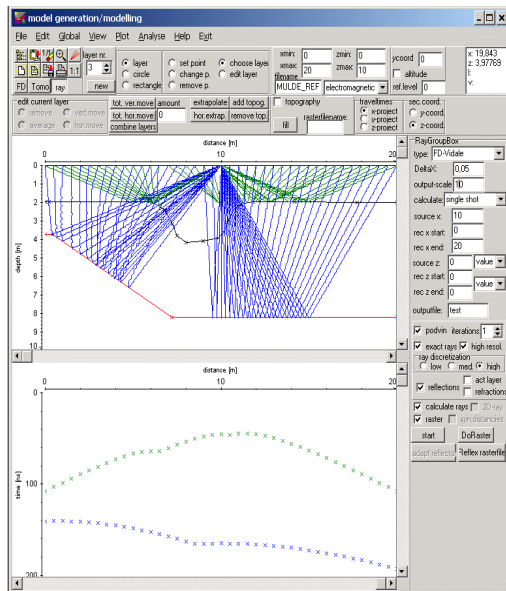 model generation/modelling
File Edit Global View Plot Analyse Help Exit
layer nr.
3
new
1:1
FD Tomo ray
layer
circle
rectangle
set point
change p.
remove p.
choose layer
edit layer
xmin: 0 zmin: 0
xmax: 20 zmax: 10
filename
MULDE_REF electromagnetic
ycoord 0
altitude
ref.level 0
x:
19,843
z:
3,97769
l:
v:
edit current layer
remove vert.move
average hor.move
tot. ver.move amount
tot. hor.move 0
combine layers
extrapolate add topog.
hor.extrap. remove top.
topography
fill
rasterfilename:
traveltimes
x-project
y-project
z-project
sec.coord.
y-coord.
z-coord.
distance [m]
0 10 20
0
1
2
3
4
5
6
7
8
9
10
depth [m]
distance [m]
0 10 20
0
100
200
time [ns]
RayGroupBox
type: FD-Vidale
DeltaX: 0,05
output-scale 10
calculate: single shot
source x: 10
rec x start: 0
rec x end: 20
source z: 0 value
rec z start: 0
value
rec z end: 0
outputfile: test
podvin iterations: 1
exact rays high resol.
ray discretization
low med. high
act layer
reflections
refractions
calculate rays 3D-ray
raster syn.distances
start DoRaster
adapt reflecto Reflex rasterfile